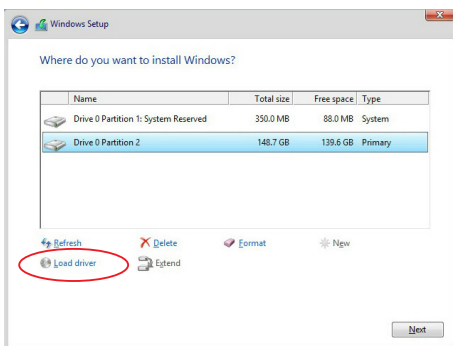 Windows Setup
Where do you want to install Windows?
Name Total size Free space Type
Drive 0 Partition 1: System Reserved 350.0 MB 88.0 MB System
Drive 0 Partition 2 148.7 GB 139.6 GB Primary
Refresh Delete Format New
Load driver Extend
Next